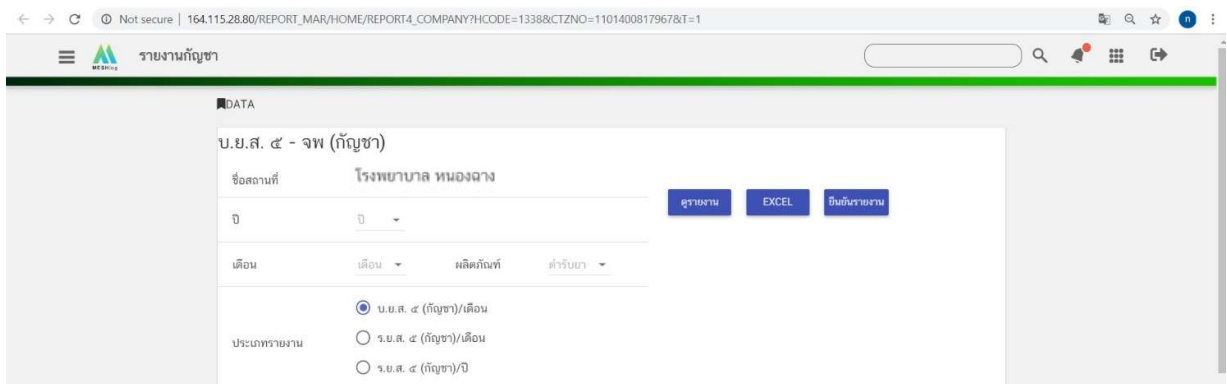 Not secure | 164.115.28.80/REPORT_MAR/HOME/REPORT4_COMPANY?HCODE=1338&CTZNO=1101400817967&T=1
n
รายงานกัญชา
DATA
บ.ย.ส. ๕ - จพ (กัญชา)
ชื่อสถานที่ โรงพยาบาล หนองฉาง
ดูรายงาน EXCEL ยืนยันรายงาน
ปี ปี
เดือน เดือน ผลิตภัณฑ์ ตำรับยา
บ.ย.ส. ๕ (กัญชา)/เดือน
ประเภทรายงาน ร.ย.ส. ๕ (กัญชา)/เดือน
ร.ย.ส. ๕ (กัญชา)/ปี